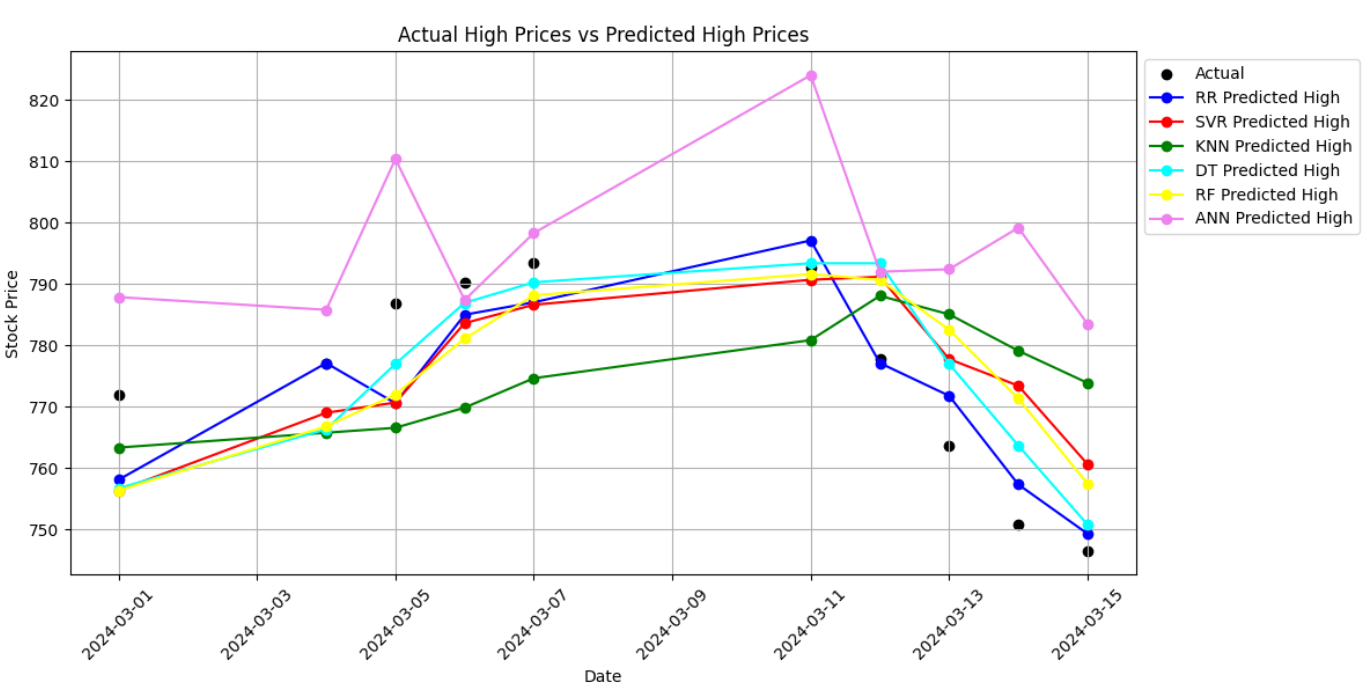 Actual High Prices vs Predicted High Prices
Stock Price
820
810
800
790
780
770
760
750
2024-03-01
2024-03-03
2024-03-05
2024-03-07
2024-03-09
2024-03-11
2024-03-13
2024-03-15
Date
Actual
RR Predicted High
SVR Predicted High
KNN Predicted High
DT Predicted High
RF Predicted High
ANN Predicted High